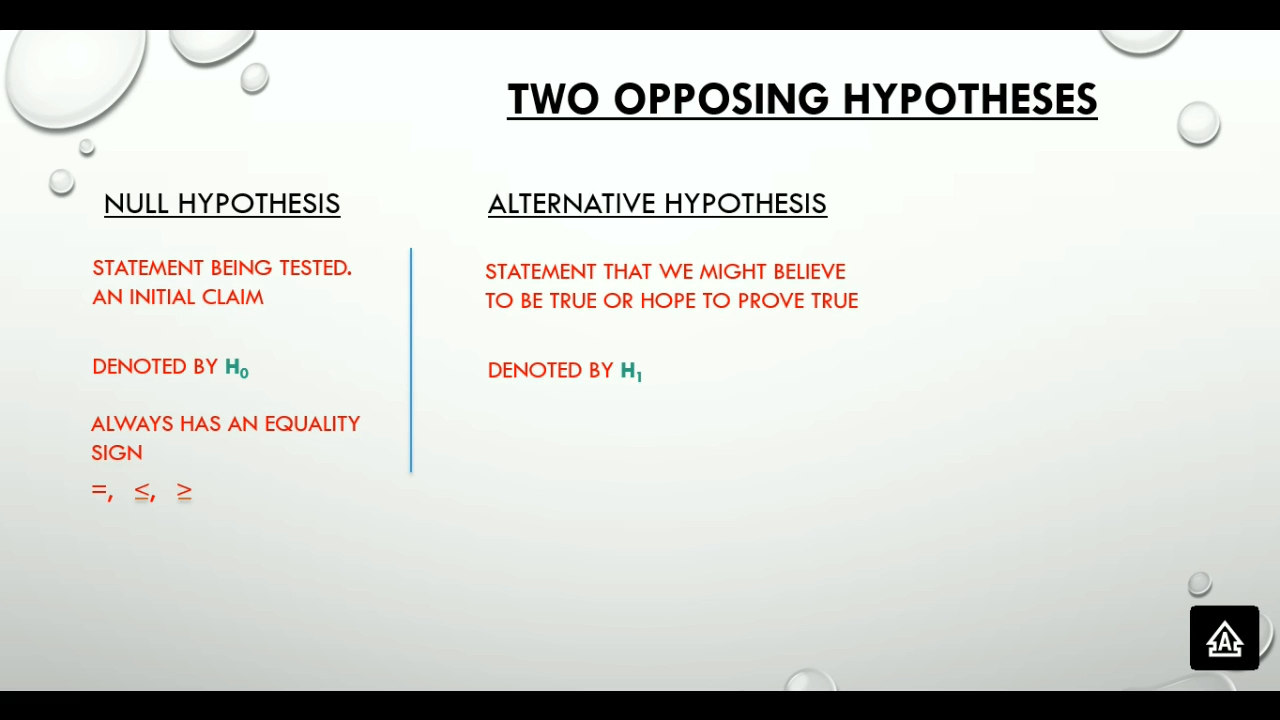 TWO OPPOSING HYPOTHESES
NULL HYPOTHESIS
STATEMENT BEING TESTED.
AN INITIAL CLAIM
DENOTED BY H₀
ALWAYS HAS AN EQUALITY
SIGN
=, ≤, ≥
ALTERNATIVE HYPOTHESIS
STATEMENT THAT WE MIGHT BELIEVE
TO BE TRUE OR HOPE TO PROVE TRUE
DENOTED BY H₁
A